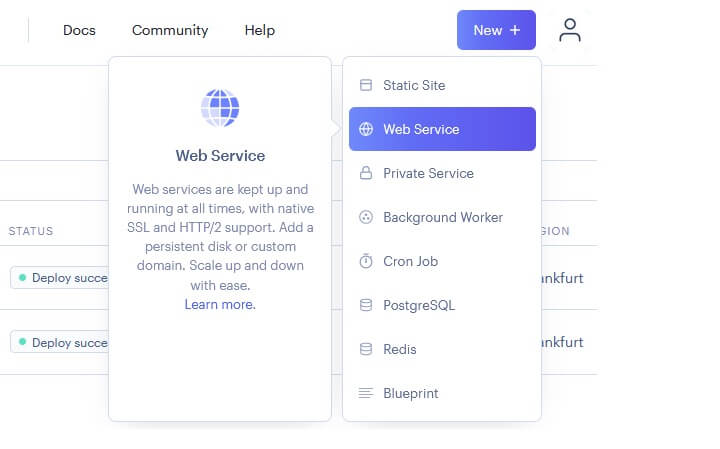 Docs Community Help New +
Web Service
Web services are kept up and
running at all times, with native
SSL and HTTP/2 support. Add a
persistent disk or custom
domain. Scale up and down
with ease.
Learn more.
Static Site
Web Service
Private Service
Background Worker
Cron Job
PostgreSQL
Redis
Blueprint
STATUS GION
Deploy succe ankfurt
Deploy succe ankfurt